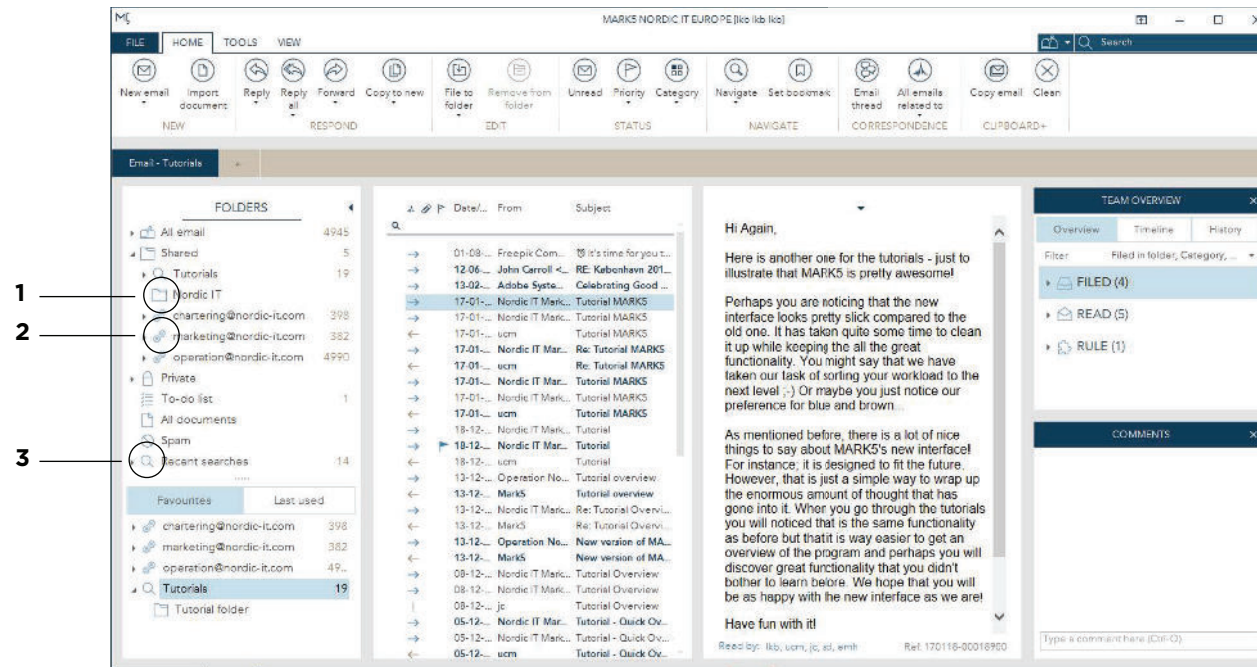 MARK5 NORDIC IT EUROPE [lkb lkb lkb]
FILE HOME TOOLS VIEW
Search
New email
Import document
Reply
Reply all
Forward
Copy to new
File to folder
Remove from folder
Unread
Priority
Category
Navigate
Set bookmark
Email thread
All emails related to
Copy email
Clean
NEW RESPOND EDIT STATUS NAVIGATE CORRESPONDENCE CLIPBOARD+
Email - Tutorials
1
2
3
FOLDERS
All email 4945
Shared 5
Tutorials 19
Nordic IT
chartering@nordic-it.com 398
marketing@nordic-it.com 382
operation@nordic-it.com 4990
Private
To-do list 1
All documents
Spam
Recent searches 14
Favourites Last used
chartering@nordic-it.com 398
marketing@nordic-it.com 382
operation@nordic-it.com 49...
Tutorials 19
Tutorial folder
Date/... From Subject
01-08-... Freepik Com... It's time for you t...
12-06-... John Carroll <... RE: København 201...
13-02-... Adobe Syste... Celebrating Good ...
17-01-... Nordic IT Mark... Tutorial MARK5
17-01-... Nordic IT Mark... Tutorial MARK5
17-01-... ucm Tutorial MARK5
17-01-... Nordic IT Mar... Re: Tutorial MARK5
17-01-... ucm Re: Tutorial MARK5
17-01-... Nordic IT Mar... Tutorial MARK5
17-01-... Nordic IT Mark... Tutorial MARK5
17-01-... ucm Tutorial MARK5
18-12-... Nordic IT Mark... Tutorial
18-12-... Nordic IT Mar... Tutorial
18-12-... ucm Tutorial
13-12-... Operation No... Tutorial overview
13-12-... Mark5 Tutorial overview
13-12-... Nordic IT Mark... Re: Tutorial Overvi...
13-12-... Mark5 Re: Tutorial Overvi...
13-12-... Operation No... New version of MA...
13-12-... Mark5 New version of MA...
08-12-... Nordic IT Mark... Tutorial Overview
08-12-... Nordic IT Mark... Tutorial Overview
08-12-... jc Tutorial Overview
05-12-... Nordic IT Mar... Tutorial - Quick Ov...
05-12-... Nordic IT Mark... Tutorial - Quick Ov...
05-12-... ucm Tutorial - Quick Ov...
Hi Again,
Here is another one for the tutorials - just to
illustrate that MARK5 is pretty awesome!
Perhaps you are noticing that the new
interface looks pretty slick compared to the
old one. It has taken quite some time to clean
it up while keeping the all the great
functionality. You might say that we have
taken our task of sorting your workload to the
next level ;-) Or maybe you just notice our
preference for blue and brown...
As mentioned before, there is a lot of nice
things to say about MARK5's new interface!
For instance; it is designed to fit the future.
However, that is just a simple way to wrap up
the enormous amount of thought that has
gone into it. When you go through the tutorials
you will noticed that is the same functionality
as before but that it is way easier to get an
overview of the program and perhaps you will
discover great functionality that you didn't
bother to learn before. We hope that you will
be as happy with the new interface as we are!
Have fun with it!
Read by: lkb, ucm, jc, sl, emh Ref: 170118-00018900
TEAM OVERVIEW
Overview Timeline History
Filter Filed in folder, Category, ...
FILED (4)
READ (5)
RULE (1)
COMMENTS
Type a comment here (Ctrl-O)